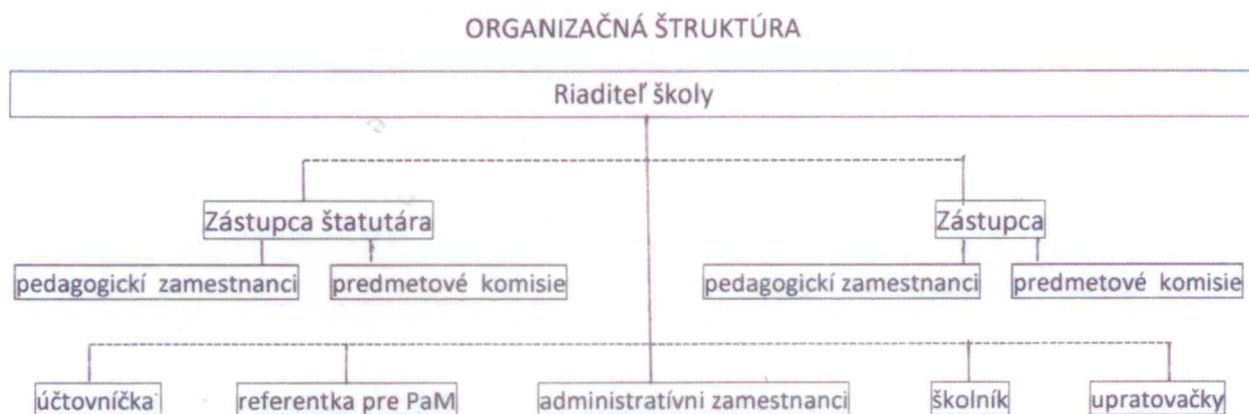 ORGANIZAČNÁ ŠTRUKTÚRA
Riaditeľ školy
Zástupca štatutára
Zástupca
pedagogickí zamestnanci
predmetové komisie
pedagogickí zamestnanci
predmetové komisie
účtovníčka
referentka pre PaM
administratívni zamestnanci
školník
upratovačky